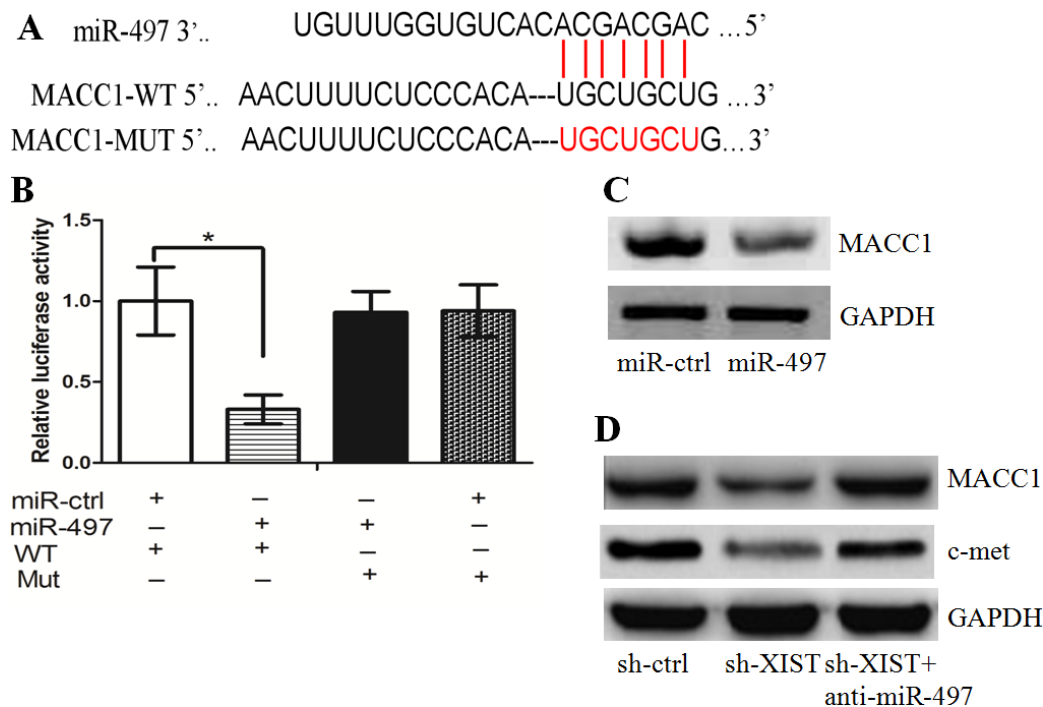 A
miR-497 3’.. UGUUUGGUGUCACACGACGAC ...5’
MACC1-WT 5’.. AACUUUUCUCCCACA---UGCUGCUG ...3’
MACC1-MUT 5’.. AACUUUUCUCCCACA---UGCUGCUG...3’
B
Relative luciferase activity
1.5
1.0
0.5
0.0
*
miR-ctrl + – – +
miR-497 – + + –
WT + + – –
Mut – – + +
C
MACC1
GAPDH
miR-ctrl miR-497
D
MACC1
c-met
GAPDH
sh-ctrl sh-XIST sh-XIST+
anti-miR-497